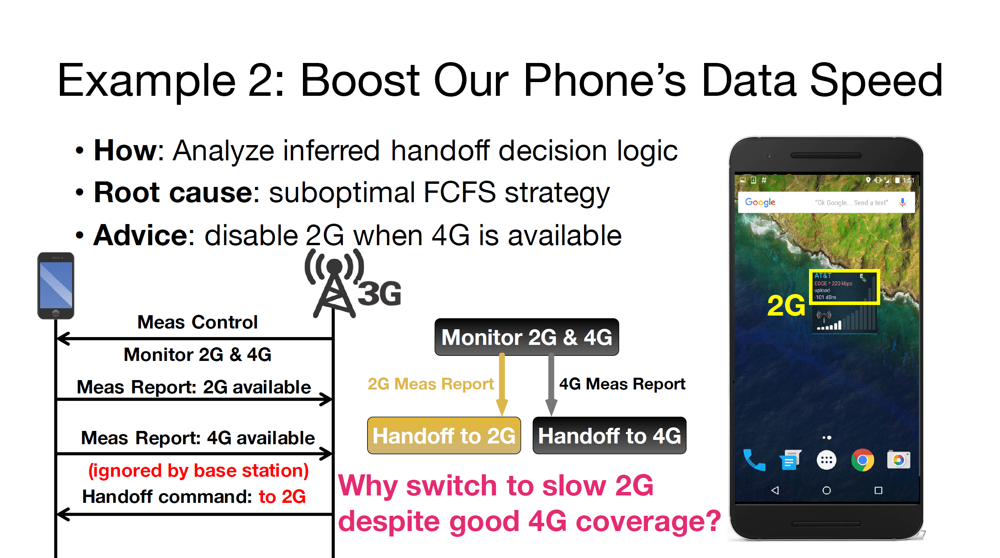 Example 2: Boost Our Phone’s Data Speed
• How: Analyze inferred handoff decision logic
• Root cause: suboptimal FCFS strategy
• Advice: disable 2G when 4G is available
3G
Meas Control
Monitor 2G & 4G
Meas Report: 2G available
Meas Report: 4G available
(ignored by base station)
Handoff command: to 2G
Monitor 2G & 4G
2G Meas Report
4G Meas Report
Handoff to 2G
Handoff to 4G
Why switch to slow 2G
despite good 4G coverage?
# E 1:51
Google “Ok Google... Send a text”
AT&T E
EDGE * 220 kbps
upload
-101 dBm
2G